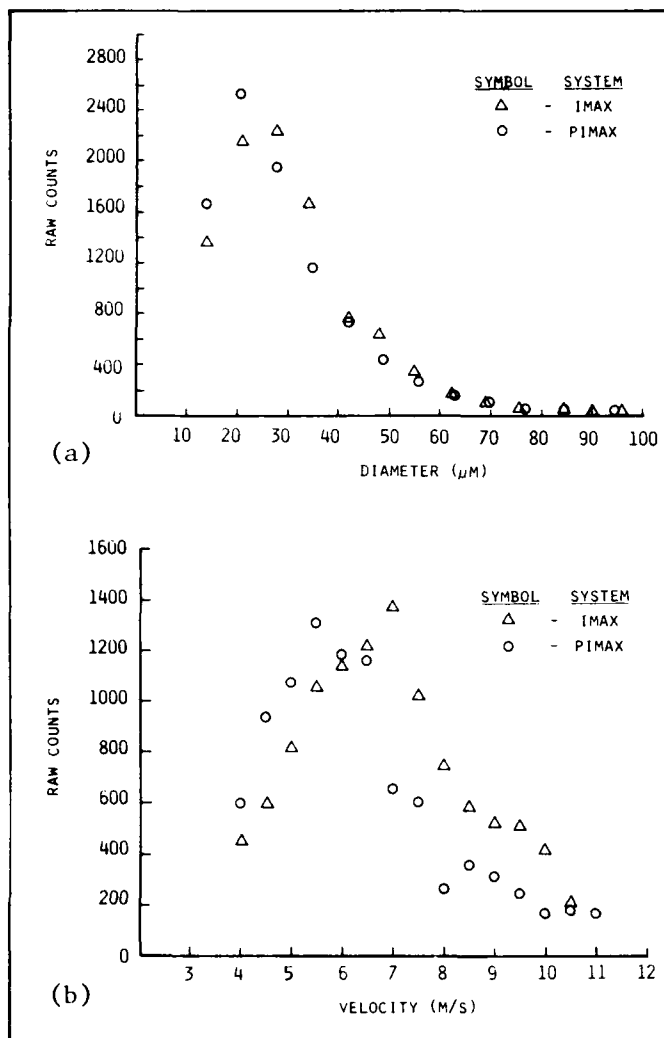 2800
2400
2000
1600
1200
800
400
0
RAW COUNTS
SYMBOL SYSTEM
△ - IMAX
○ - PIMAX
10 20 30 40 50 60 70 80 90 100
(a)
DIAMETER (µM)
1600
1400
1200
1000
800
600
400
200
0
RAW COUNTS
SYMBOL SYSTEM
△ - IMAX
○ - PIMAX
3 4 5 6 7 8 9 10 11 12
(b)
VELOCITY (M/S)